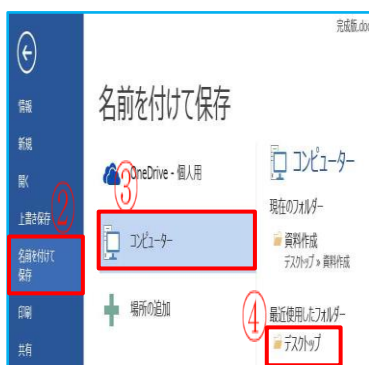 完成版.doc
情報
新規
開く
上書き保存
②
名前を付けて
保存
印刷
共有
名前を付けて保存
OneDrive - 個人用
③
コンピューター
場所の追加
コンピューター
現在のフォルダー
資料作成
デスクトップ » 資料作成
④
最近使用したフォルダー
デスクトップ